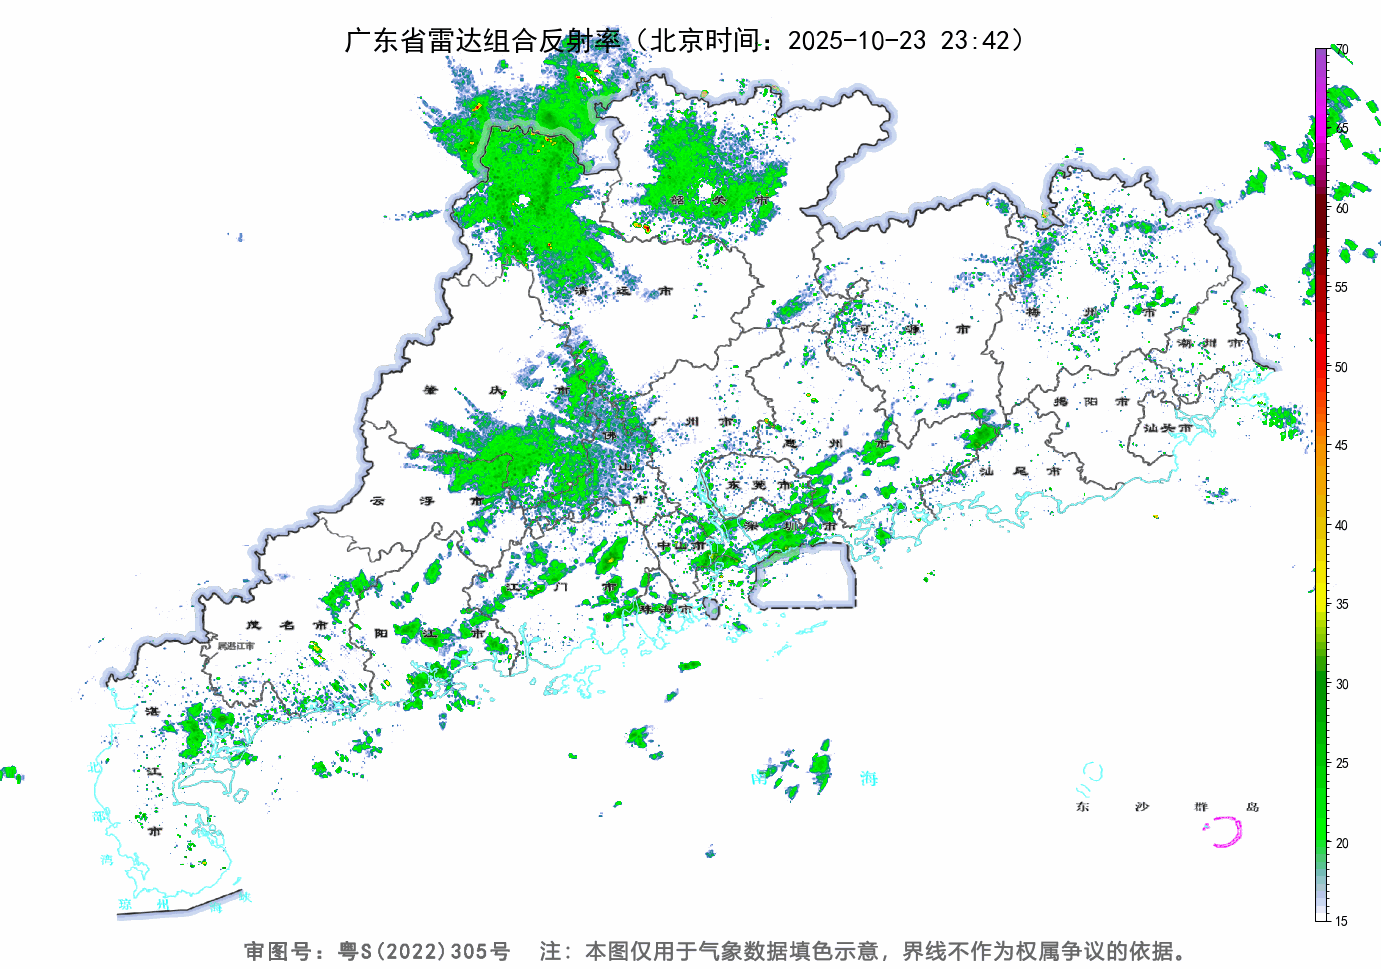 广东省雷达组合反射率（北京时间：2025-10-23 23:42）
70
65
60
55
50
45
40
35
30
25
20
15
韶关市
清远市
梅州市
河源市
潮州市
肇庆市
揭阳市
广州市
汕头市
佛山市
惠州市
汕尾市
东莞市
云浮市
深圳市
中山市
江门市
珠海市
茂名市
阳江市
属湛江市
湛江市
北部湾
南海
东沙群岛
琼州海峡
审图号：粤S(2022)305号 注：本图仅用于气象数据填色示意，界线不作为权属争议的依据。